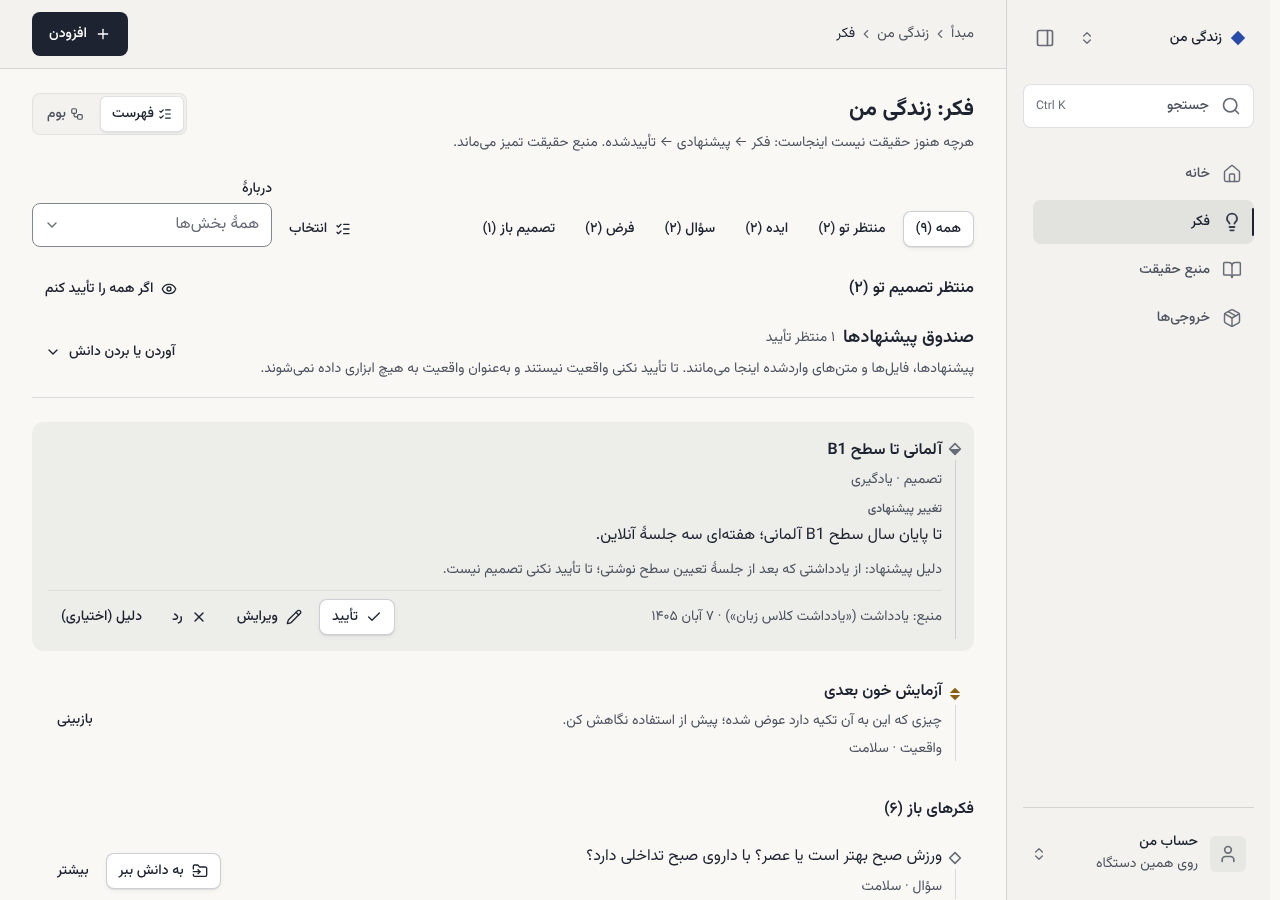 زندگی من
جستجو
Ctrl K
خانه
فکر
منبع حقیقت
خروجی‌ها
حساب من
روی همین دستگاه
مبدأ › زندگی من › فکر
افزودن
فکر: زندگی من
هرچه هنوز حقیقت نیست اینجاست: فکر ← پیشنهادی ← تأییدشده. منبع حقیقت تمیز می‌ماند.
فهرست
بوم
دربارهٔ
همه (۹)
منتظر تو (۲)
ایده (۲)
سؤال (۲)
فرض (۲)
تصمیم باز (۱)
انتخاب
همهٔ بخش‌ها
منتظر تصمیم تو (۲)
اگر همه را تأیید کنم
صندوق پیشنهادها ۱ منتظر تأیید
آوردن یا بردن دانش
پیشنهادها، فایل‌ها و متن‌های واردشده اینجا می‌مانند. تا تأیید نکنی واقعیت نیستند و به‌عنوان واقعیت به هیچ ابزاری داده نمی‌شوند.
آلمانی تا سطح B1
تصمیم · یادگیری
تغییر پیشنهادی
تا پایان سال سطح B1 آلمانی؛ هفته‌ای سه جلسهٔ آنلاین.
دلیل پیشنهاد: از یادداشتی که بعد از جلسهٔ تعیین سطح نوشتی؛ تا تأیید نکنی تصمیم نیست.
منبع: یادداشت («یادداشت کلاس زبان») · ۷ آبان ۱۴۰۵
تأیید
ویرایش
رد
دلیل (اختیاری)
آزمایش خون بعدی
چیزی که این به آن تکیه دارد عوض شده؛ پیش از استفاده نگاهش کن.
بازبینی
واقعیت · سلامت
فکرهای باز (۶)
ورزش صبح بهتر است یا عصر؟ با داروی صبح تداخلی دارد؟
به دانش ببر
بیشتر
سؤال · سلامت